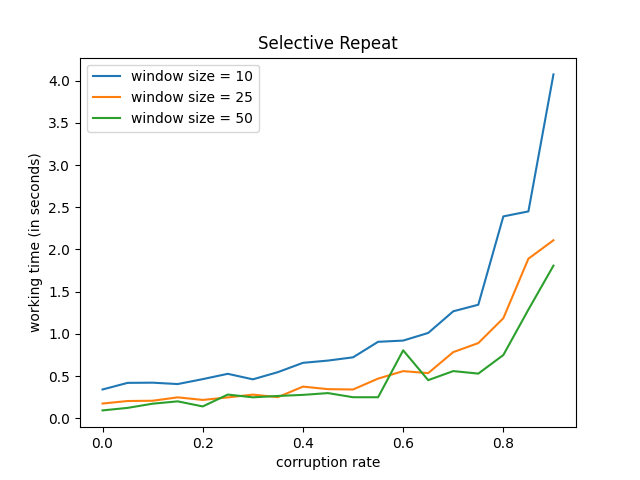 Selective Repeat
window size = 10
window size = 25
window size = 50
4.0
3.5
3.0
2.5
2.0
1.5
1.0
0.5
0.0
working time (in seconds)
0.0 0.2 0.4 0.6 0.8
corruption rate